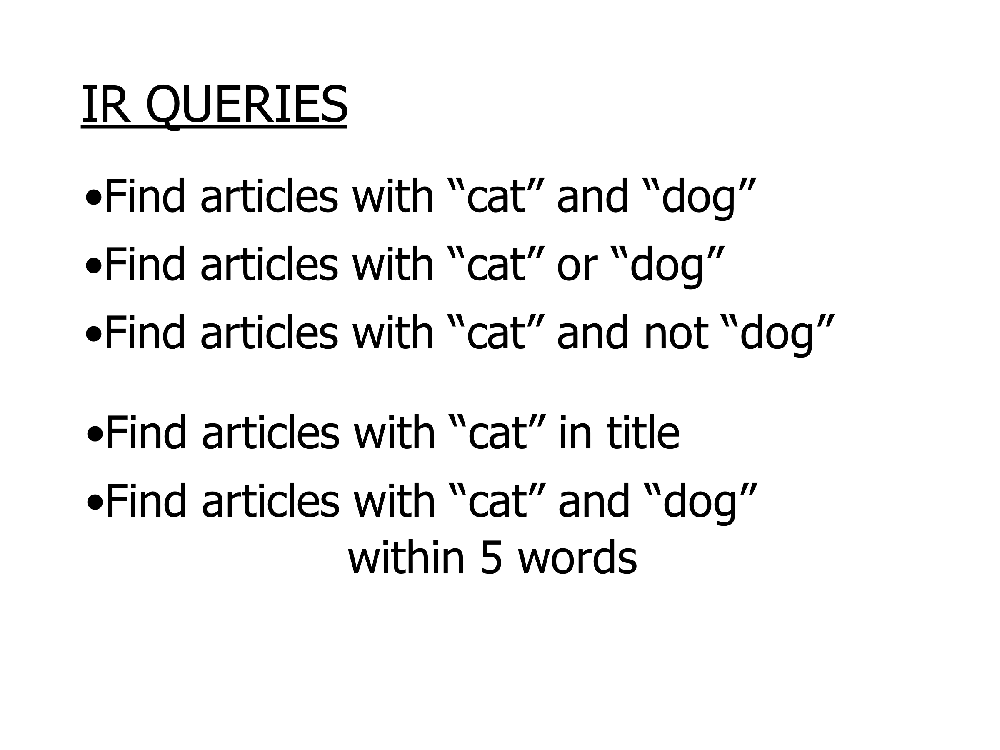 IR QUERIES
•Find articles with “cat” and “dog”
•Find articles with “cat” or “dog”
•Find articles with “cat” and not “dog”
•Find articles with “cat” in title
•Find articles with “cat” and “dog”
within 5 words